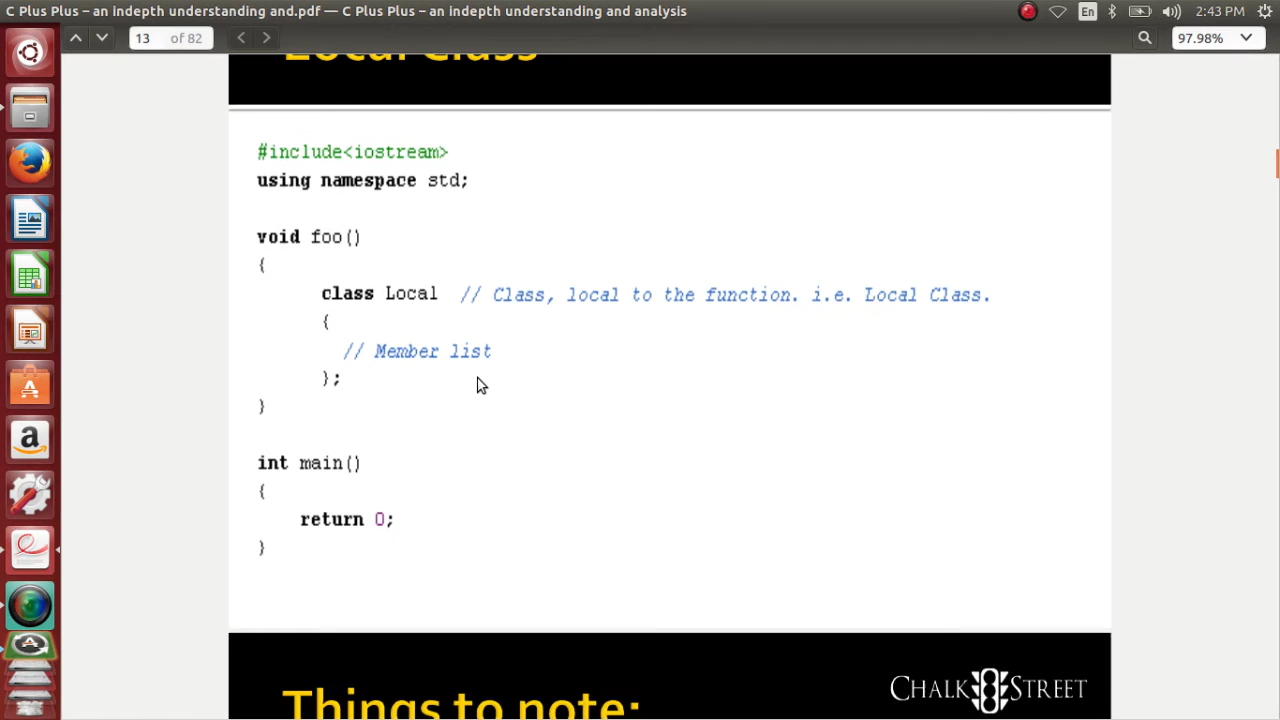 C Plus Plus – an indepth understanding and.pdf — C Plus Plus – an indepth understanding and analysis
En
2:43 PM
13 of 82
97.98%
Local Class
#include<iostream>
using namespace std;
void foo()
{
class Local // Class, local to the function. i.e. Local Class.
{
// Member list
};
}
int main()
{
return 0;
}
Things to note:
CHALK STREET